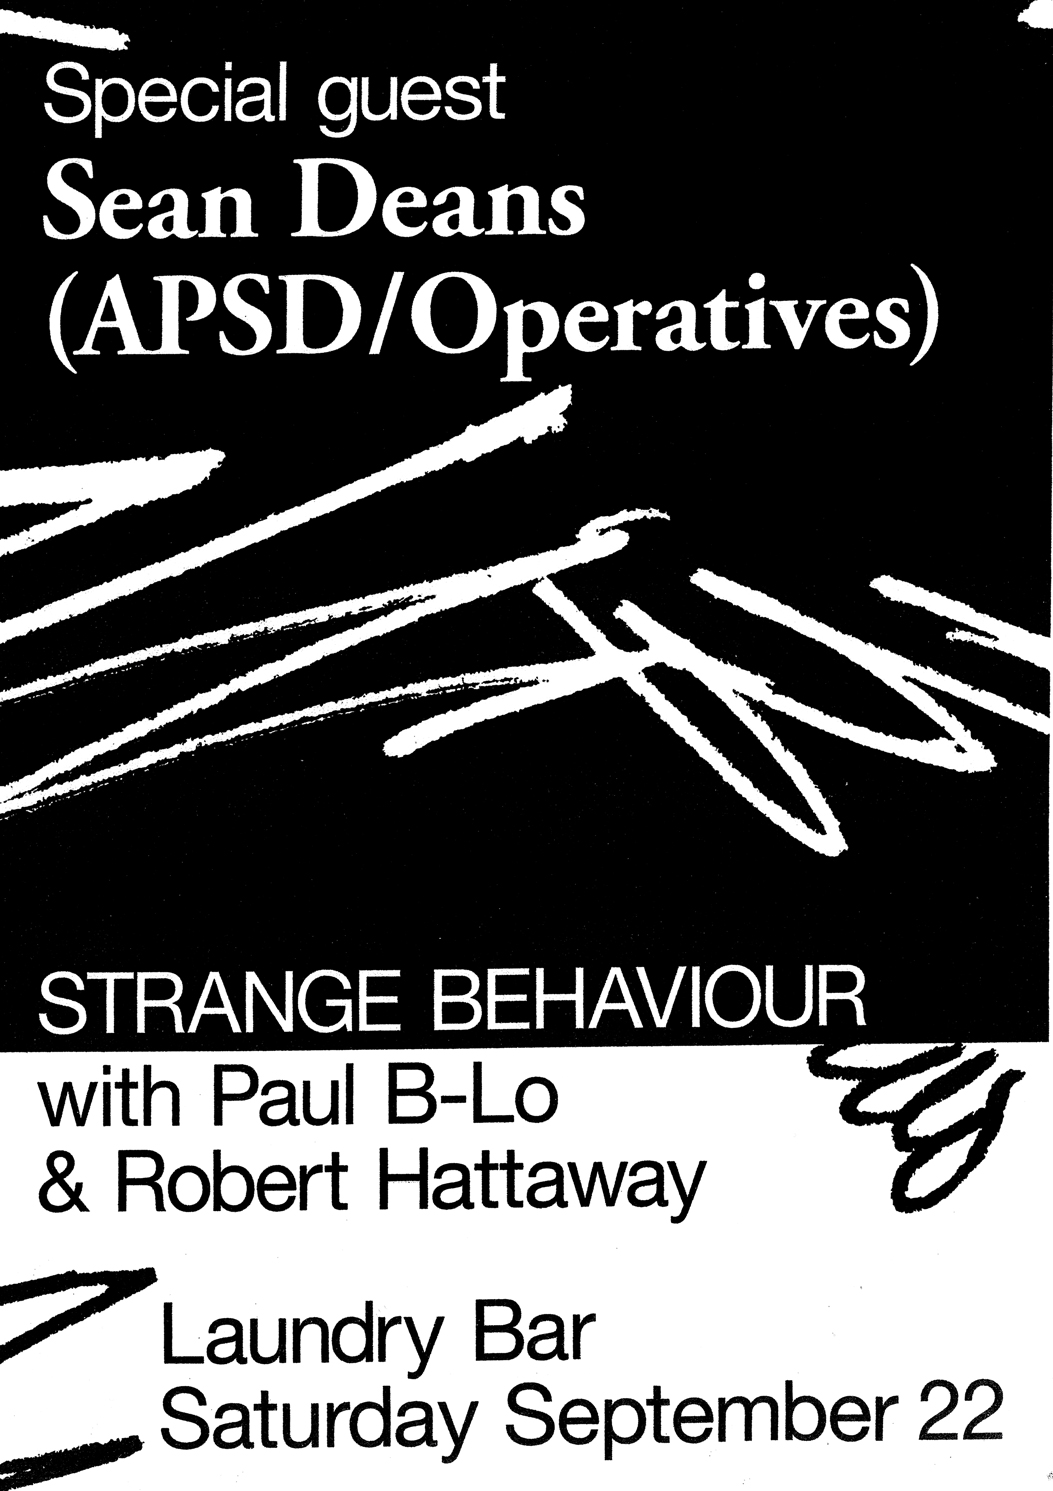 Special guest
Sean Deans
(APSD/Operatives)
STRANGE BEHAVIOUR
with Paul B-Lo
& Robert Hattaway
Laundry Bar
Saturday September 22